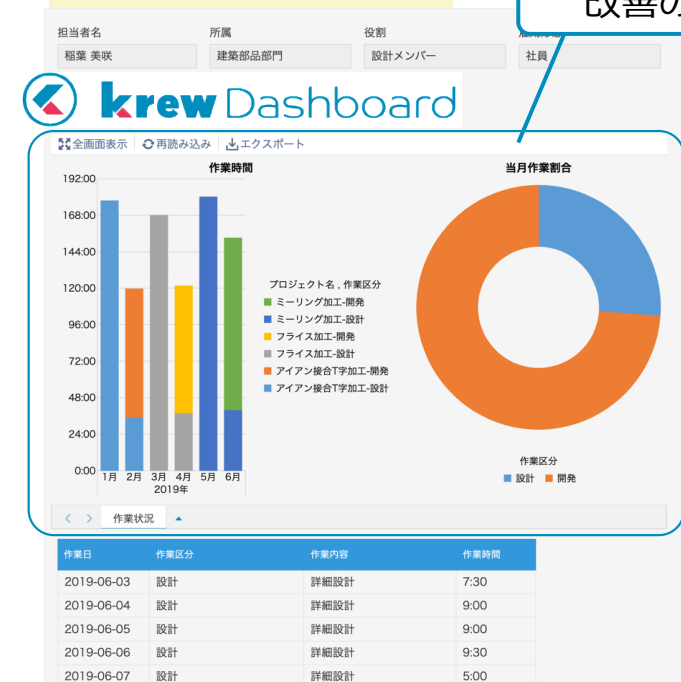 改善の
担当者名 所属 役割
稲葉 美咲 建築部品部門 設計メンバー 社員
krew Dashboard
全画面表示 再読み込み エクスポート
作業時間 当月作業割合
192:00
168:00
144:00
120:00
96:00
72:00
48:00
24:00
0:00
1月 2月 3月 4月 5月 6月
2019年
プロジェクト名 , 作業区分
ミーリング加工-開発
ミーリング加工-設計
フライス加工-開発
フライス加工-設計
アイアン接合T字加工-開発
アイアン接合T字加工-設計
作業区分
設計 開発
作業状況
作業日 作業区分 作業内容 作業時間
2019-06-03 設計 詳細設計 7:30
2019-06-04 設計 詳細設計 9:00
2019-06-05 設計 詳細設計 9:00
2019-06-06 設計 詳細設計 9:30
2019-06-07 設計 詳細設計 5:00